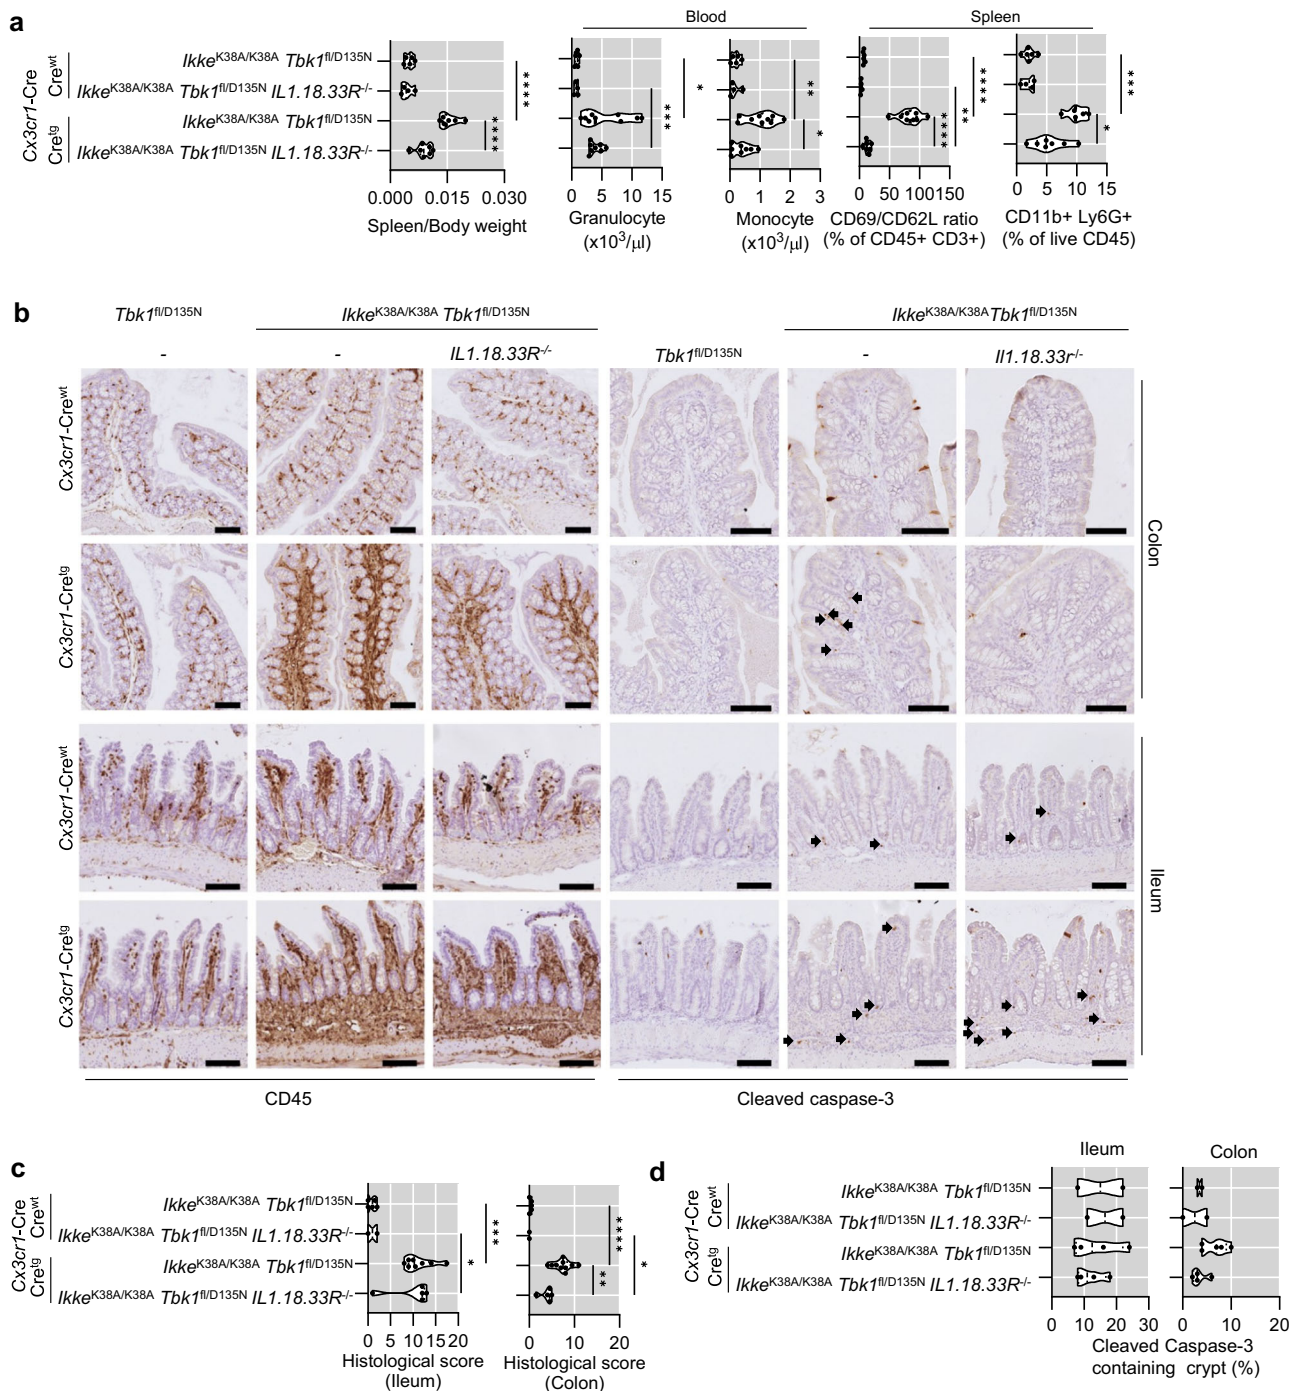 a
Blood
Spleen
Cx3cr1-Cre
Cre^wt
Cre^tg
Ikke^K38A/K38A Tbk1^fl/D135N
Ikke^K38A/K38A Tbk1^fl/D135N IL1.18.33R^-/-
Ikke^K38A/K38A Tbk1^fl/D135N
Ikke^K38A/K38A Tbk1^fl/D135N IL1.18.33R^-/-
**** ****
*** *
** *
**** ** ****
* ***
0.000 0.015 0.030
0 5 10 15
0 1 2 3
0 50 100150
0 5 10 15
Spleen/Body weight
Granulocyte
(x10^3/μl)
Monocyte
(x10^3/μl)
CD69/CD62L ratio
(% of CD45+ CD3+)
CD11b+ Ly6G+
(% of live CD45)
b
Tbk1^fl/D135N
Ikke^K38A/K38A Tbk1^fl/D135N
Ikke^K38A/K38A Tbk1^fl/D135N
- - IL1.18.33R^-/- Tbk1^fl/D135N - Il1.18.33r^-/-
Cx3cr1-Cre^wt
Cx3cr1-Cre^tg
Colon
Cx3cr1-Cre^wt
Cx3cr1-Cre^tg
Ileum
CD45
Cleaved caspase-3
c
Cx3cr1-Cre
Cre^wt
Cre^tg
Ikke^K38A/K38A Tbk1^fl/D135N
Ikke^K38A/K38A Tbk1^fl/D135N IL1.18.33R^-/-
Ikke^K38A/K38A Tbk1^fl/D135N
Ikke^K38A/K38A Tbk1^fl/D135N IL1.18.33R^-/-
* ***
** **** *
0 5 10 15 20
0 10 20
Histological score
(Ileum)
Histological score
(Colon)
d
Ileum
Colon
Cx3cr1-Cre
Cre^wt
Cre^tg
Ikke^K38A/K38A Tbk1^fl/D135N
Ikke^K38A/K38A Tbk1^fl/D135N IL1.18.33R^-/-
Ikke^K38A/K38A Tbk1^fl/D135N
Ikke^K38A/K38A Tbk1^fl/D135N IL1.18.33R^-/-
0 10 20 30
0 10 20
Cleaved Caspase-3
containing crypt (%)